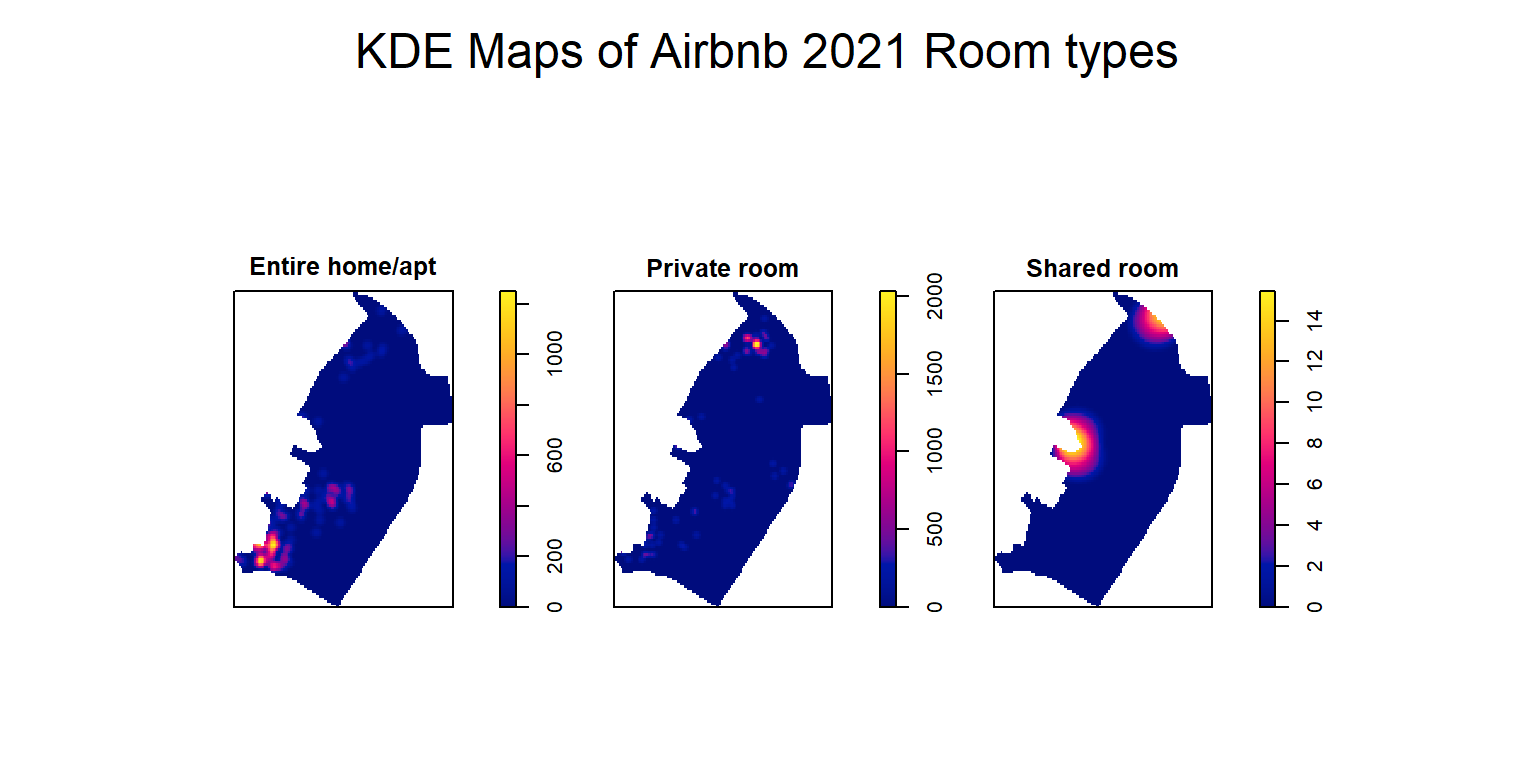 KDE Maps of Airbnb 2021 Room types
Entire home/apt
0 200 600 1000
Private room
0 500 1000 1500 2000
Shared room
0 2 4 6 8 10 12 14